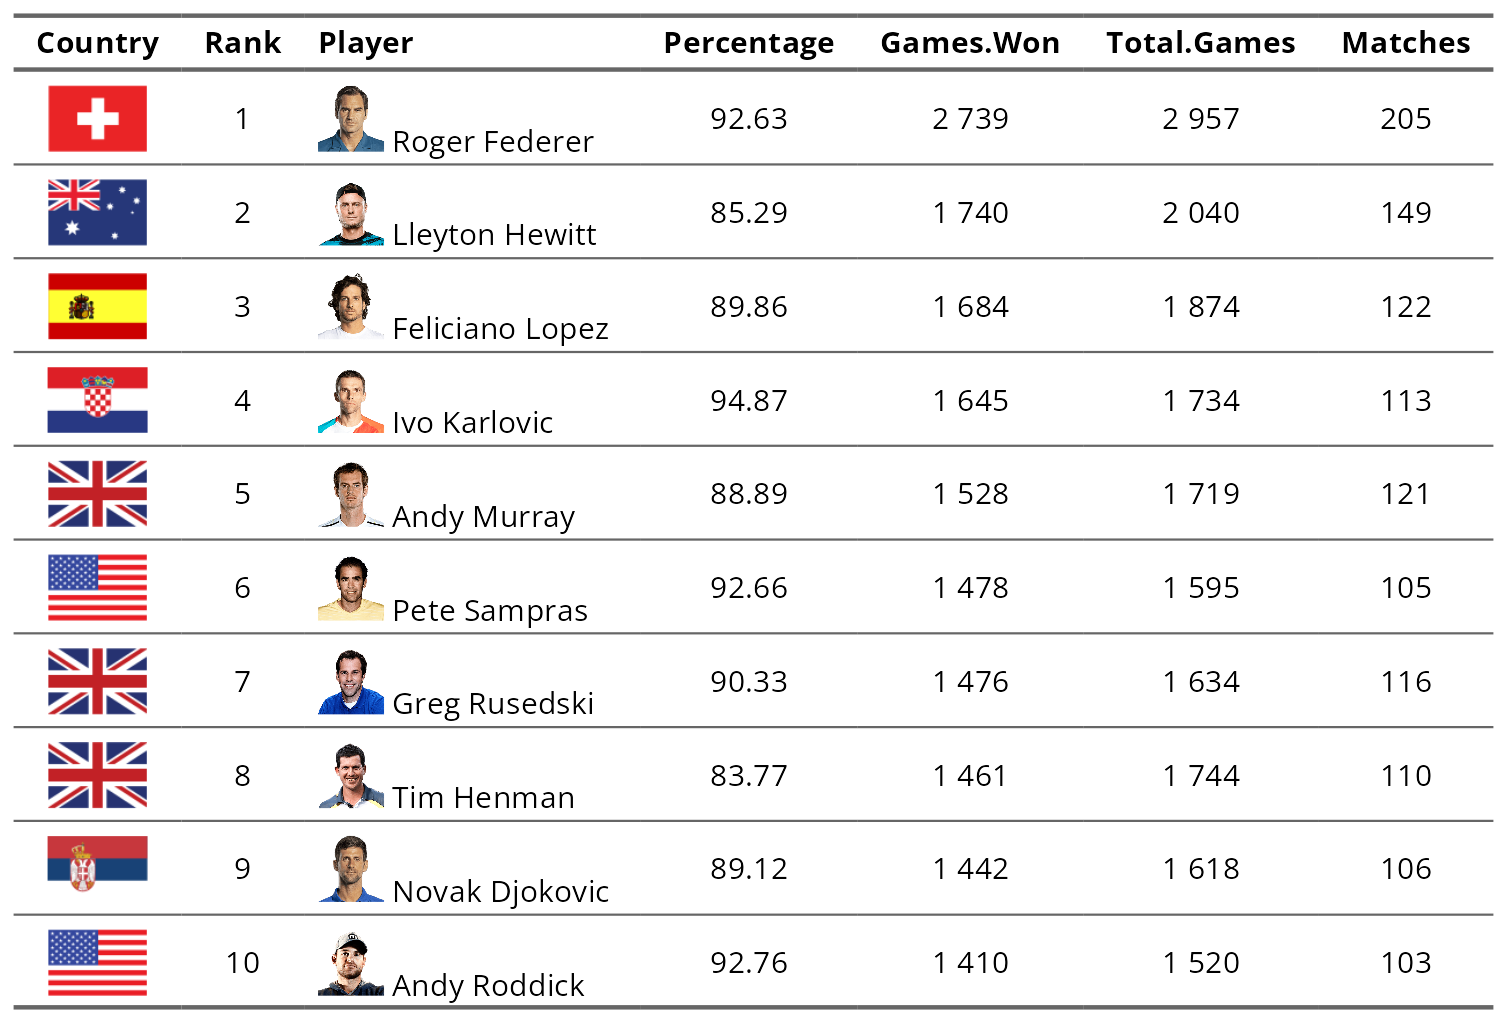 Country Rank Player Percentage Games.Won Total.Games Matches
1 Roger Federer 92.63 2 739 2 957 205
2 Lleyton Hewitt 85.29 1 740 2 040 149
3 Feliciano Lopez 89.86 1 684 1 874 122
4 Ivo Karlovic 94.87 1 645 1 734 113
5 Andy Murray 88.89 1 528 1 719 121
6 Pete Sampras 92.66 1 478 1 595 105
7 Greg Rusedski 90.33 1 476 1 634 116
8 Tim Henman 83.77 1 461 1 744 110
9 Novak Djokovic 89.12 1 442 1 618 106
10 Andy Roddick 92.76 1 410 1 520 103